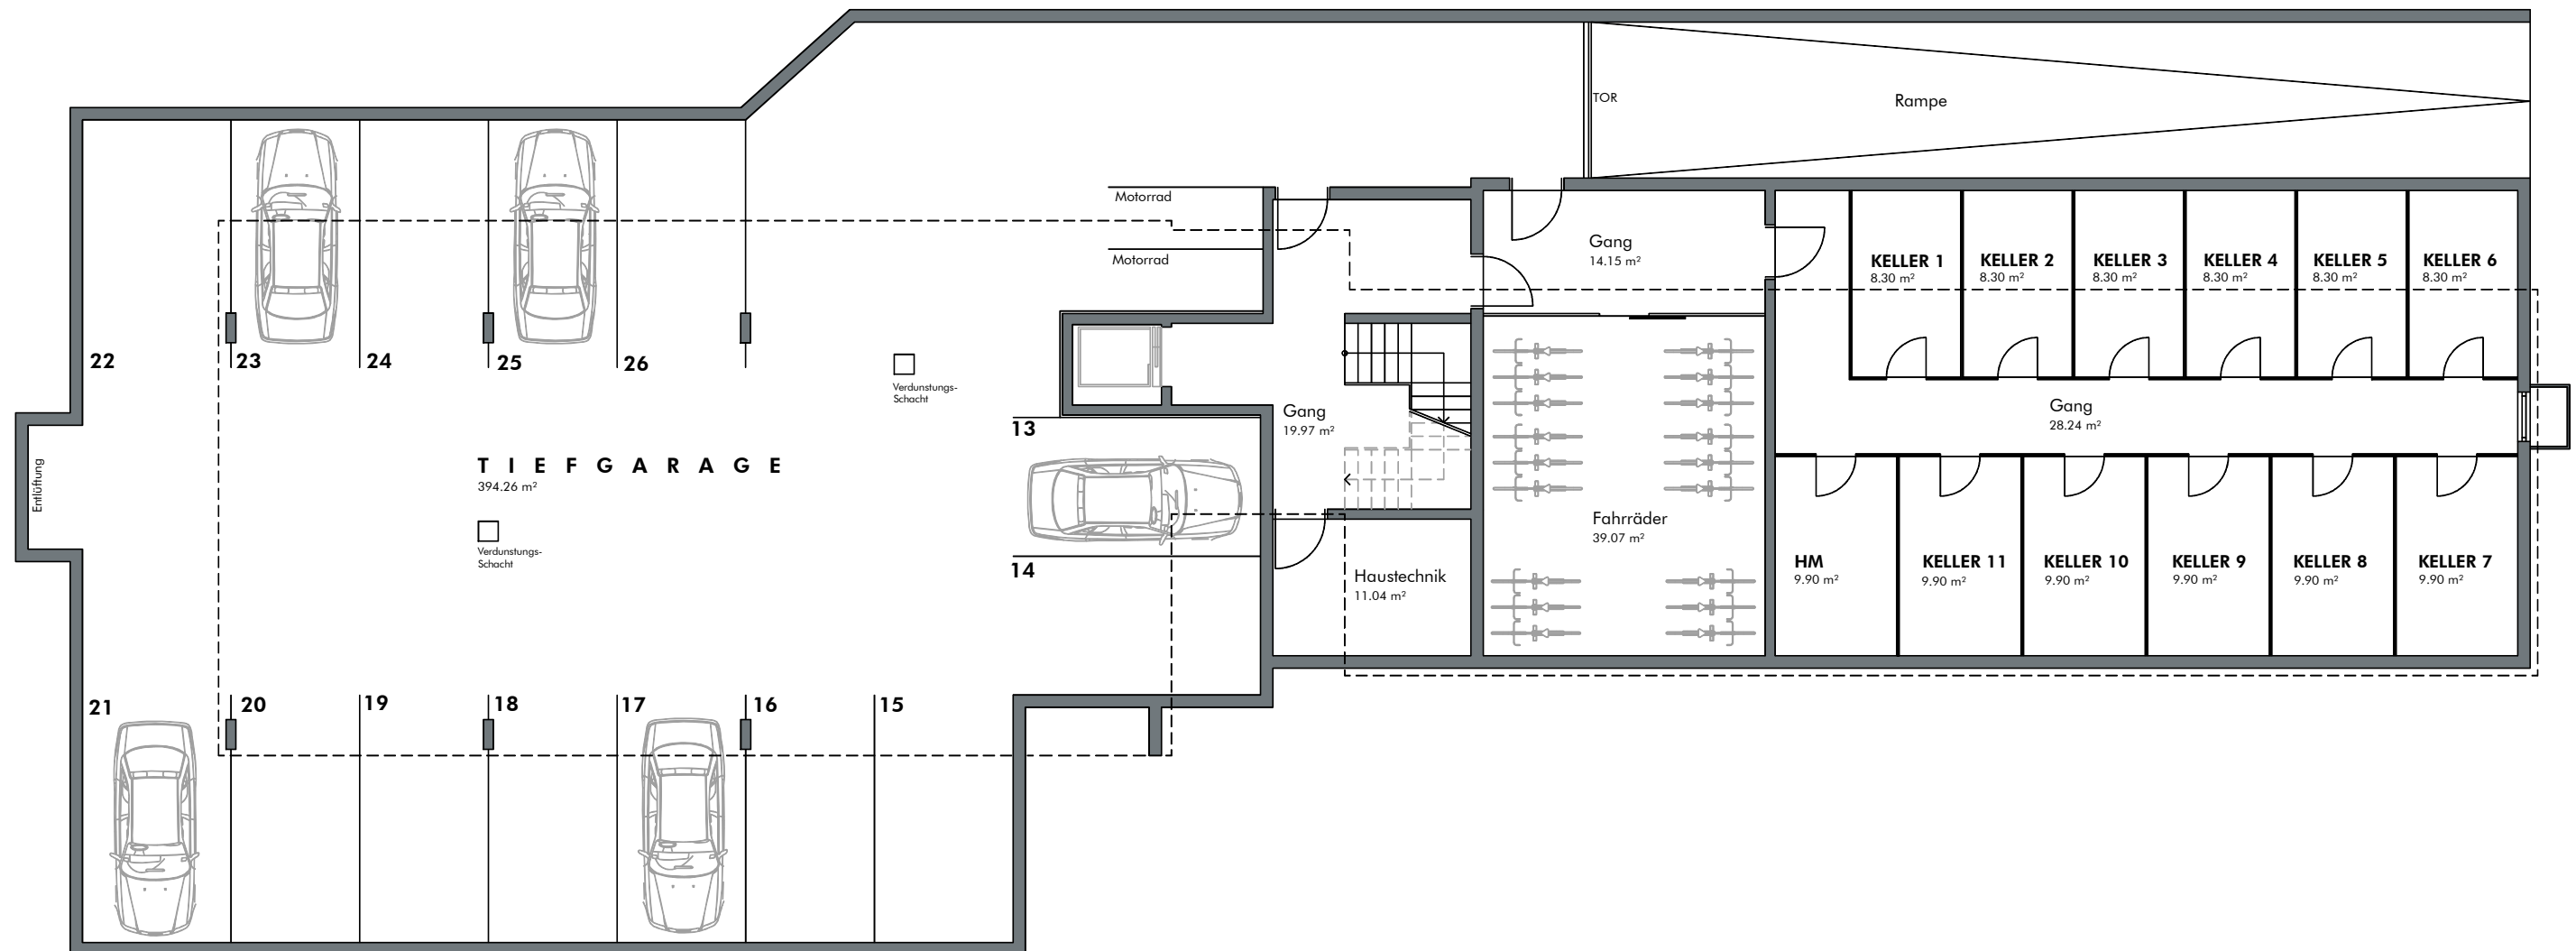 TOR
Rampe
Motorrad
Motorrad
Gang
14.15 m²
KELLER 1
8.30 m²
KELLER 2
8.30 m²
KELLER 3
8.30 m²
KELLER 4
8.30 m²
KELLER 5
8.30 m²
KELLER 6
8.30 m²
22
23
24
25
26
Verdunstungs-
Schacht
13
Gang
19.97 m²
Gang
28.24 m²
Entlüftung
TIEFGARAGE
394.26 m²
Verdunstungs-
Schacht
14
Fahrräder
39.07 m²
Haustechnik
11.04 m²
HM
9.90 m²
KELLER 11
9.90 m²
KELLER 10
9.90 m²
KELLER 9
9.90 m²
KELLER 8
9.90 m²
KELLER 7
9.90 m²
21
20
19
18
17
16
15